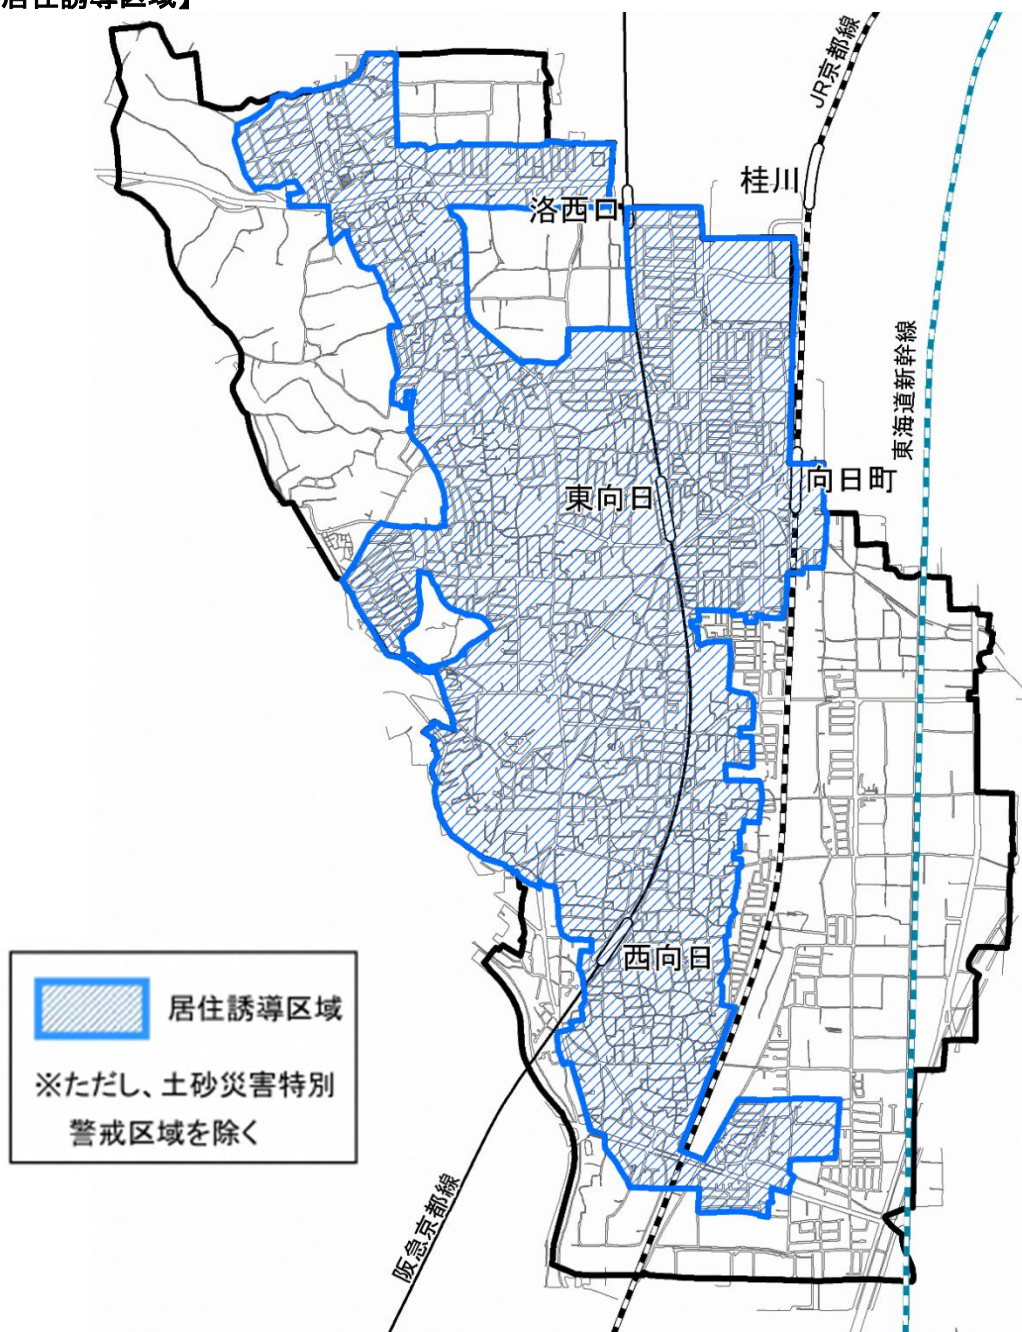 居住誘導区域】
JR京都線
桂川
洛西口
東海道新幹線
向日町
東向日
西向日
居住誘導区域
※ただし、土砂災害特別
警戒区域を除く
阪急京都線